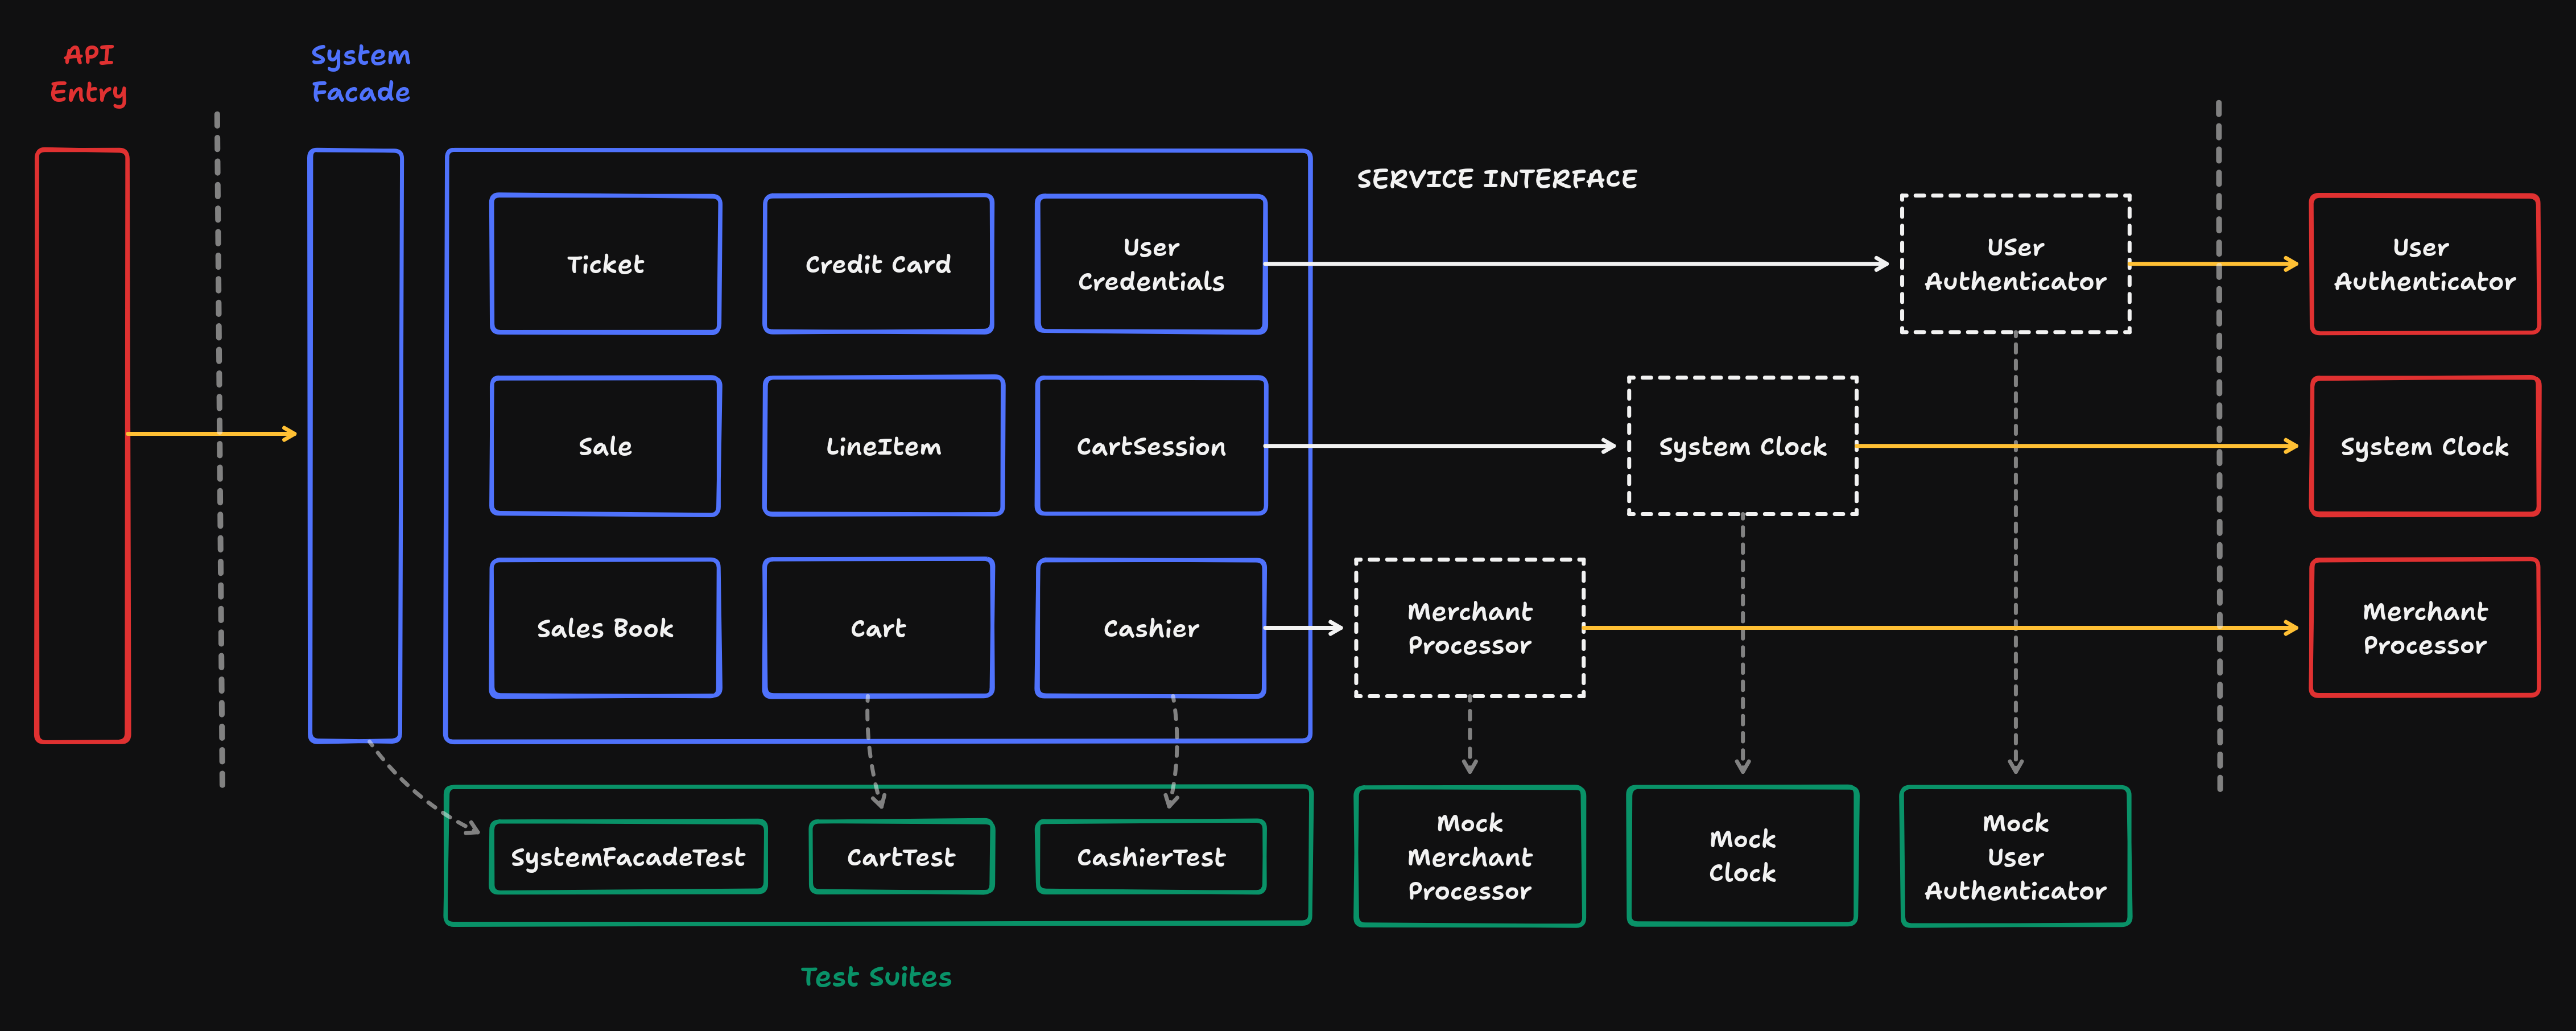 API
Entry
System
Facade
SERVICE INTERFACE
Ticket
Credit Card
User
Credentials
USer
Authenticator
User
Authenticator
Sale
LineItem
CartSession
System Clock
System Clock
Sales Book
Cart
Cashier
Merchant
Processor
Merchant
Processor
SystemFacadeTest
CartTest
CashierTest
Mock
Merchant
Processor
Mock
Clock
Mock
User
Authenticator
Test Suites